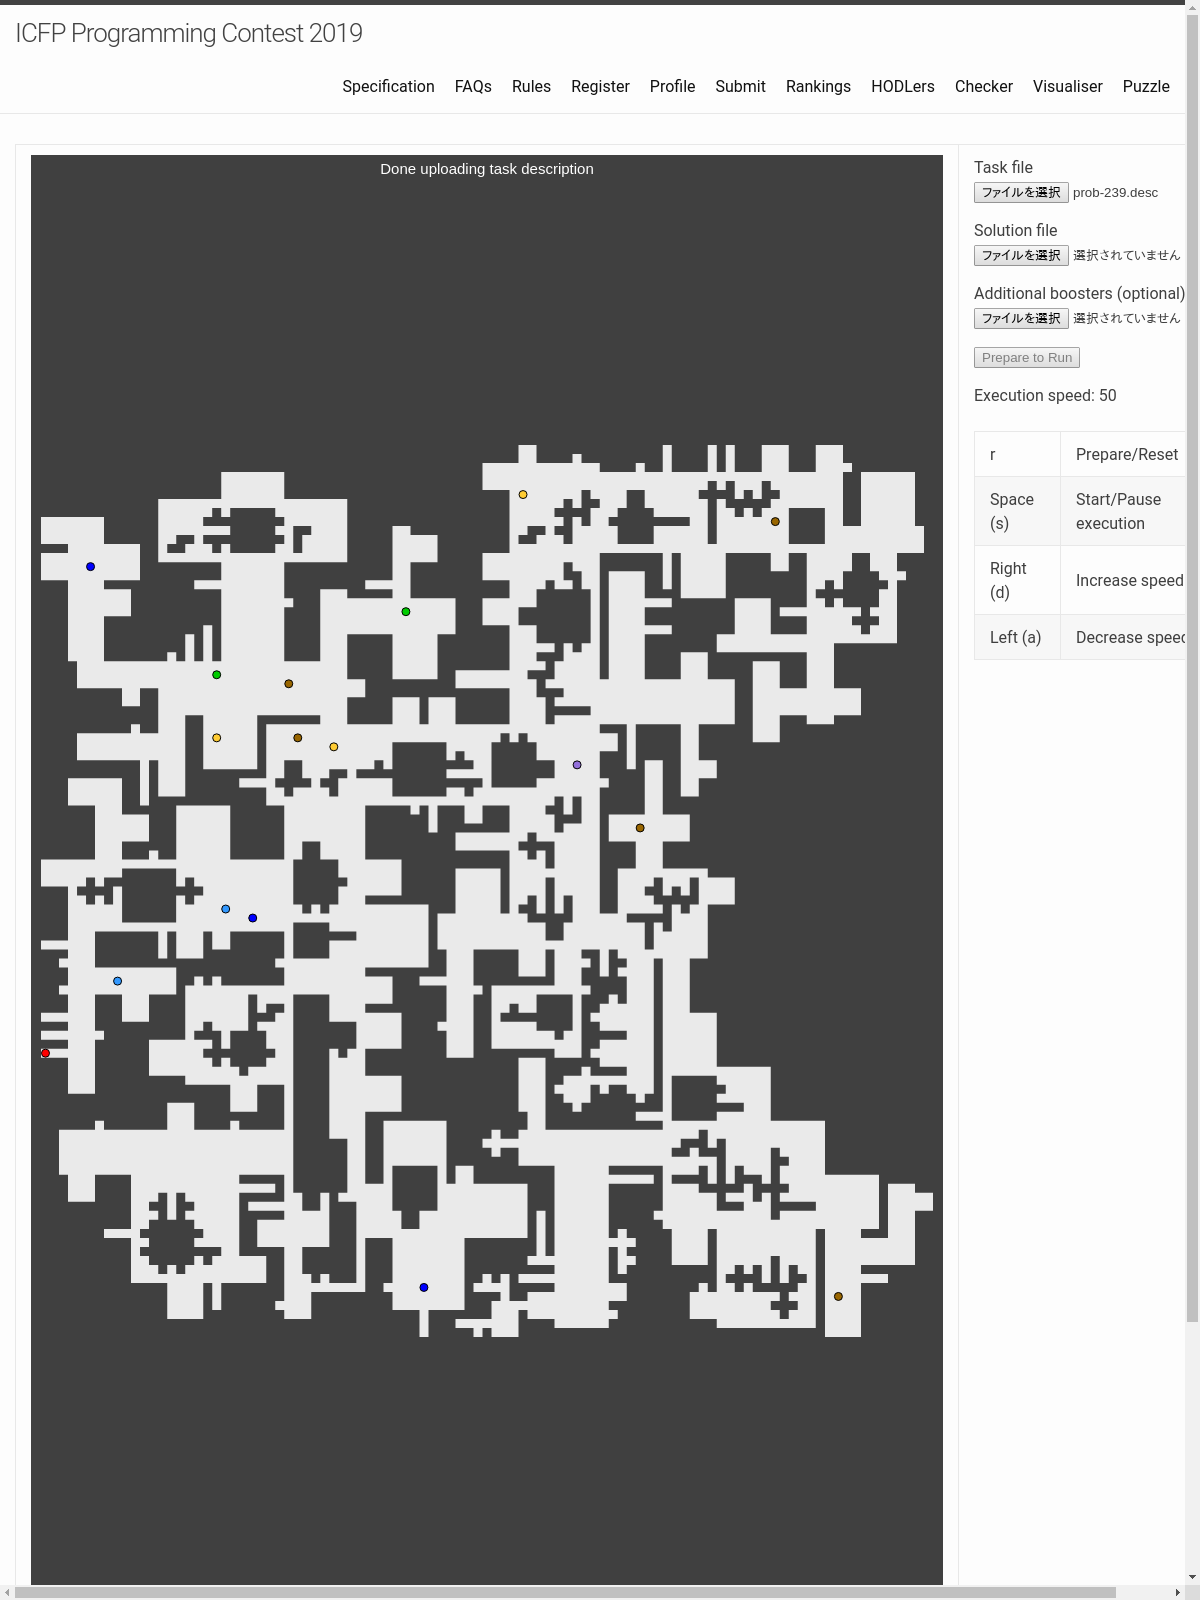 ICFP Programming Contest 2019
Specification FAQs Rules Register Profile Submit Rankings HODLers Checker Visualiser Puzzle
Done uploading task description
Task file
ファイルを選択 prob-239.desc
Solution file
ファイルを選択 選択されていません
Additional boosters (optional)
ファイルを選択 選択されていません
Prepare to Run
Execution speed: 50
r Prepare/Reset
Space (s) Start/Pause execution
Right (d) Increase speed
Left (a) Decrease speed